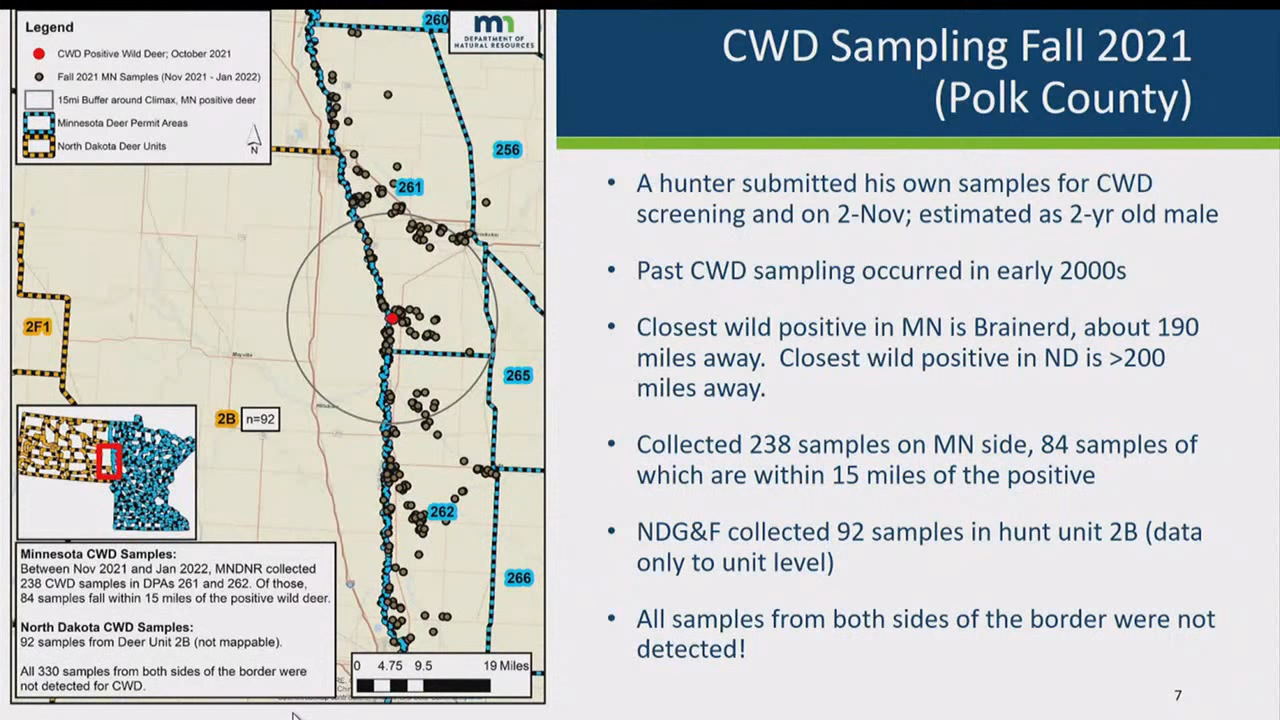 Legend
CWD Positive Wild Deer; October 2021
Fall 2021 MN Samples (Nov 2021 - Jan 2022)
15mi Buffer around Climax, MN positive deer
Minnesota Deer Permit Areas
North Dakota Deer Units
N
mn
DEPARTMENT OF
NATURAL RESOURCES
260
256
261
2F1
265
2B
n=92
262
266
Mayville
Hillsboro
Minnesota CWD Samples:
Between Nov 2021 and Jan 2022, MNDNR collected
238 CWD samples in DPAs 261 and 262. Of those,
84 samples fall within 15 miles of the positive wild deer.
North Dakota CWD Samples:
92 samples from Deer Unit 2B (not mappable).
All 330 samples from both sides of the border were
not detected for CWD.
0 4.75 9.5 19 Miles
CWD Sampling Fall 2021
(Polk County)
• A hunter submitted his own samples for CWD
screening and on 2-Nov; estimated as 2-yr old male
• Past CWD sampling occurred in early 2000s
• Closest wild positive in MN is Brainerd, about 190
miles away. Closest wild positive in ND is >200
miles away.
• Collected 238 samples on MN side, 84 samples of
which are within 15 miles of the positive
• NDG&F collected 92 samples in hunt unit 2B (data
only to unit level)
• All samples from both sides of the border were not
detected!
7